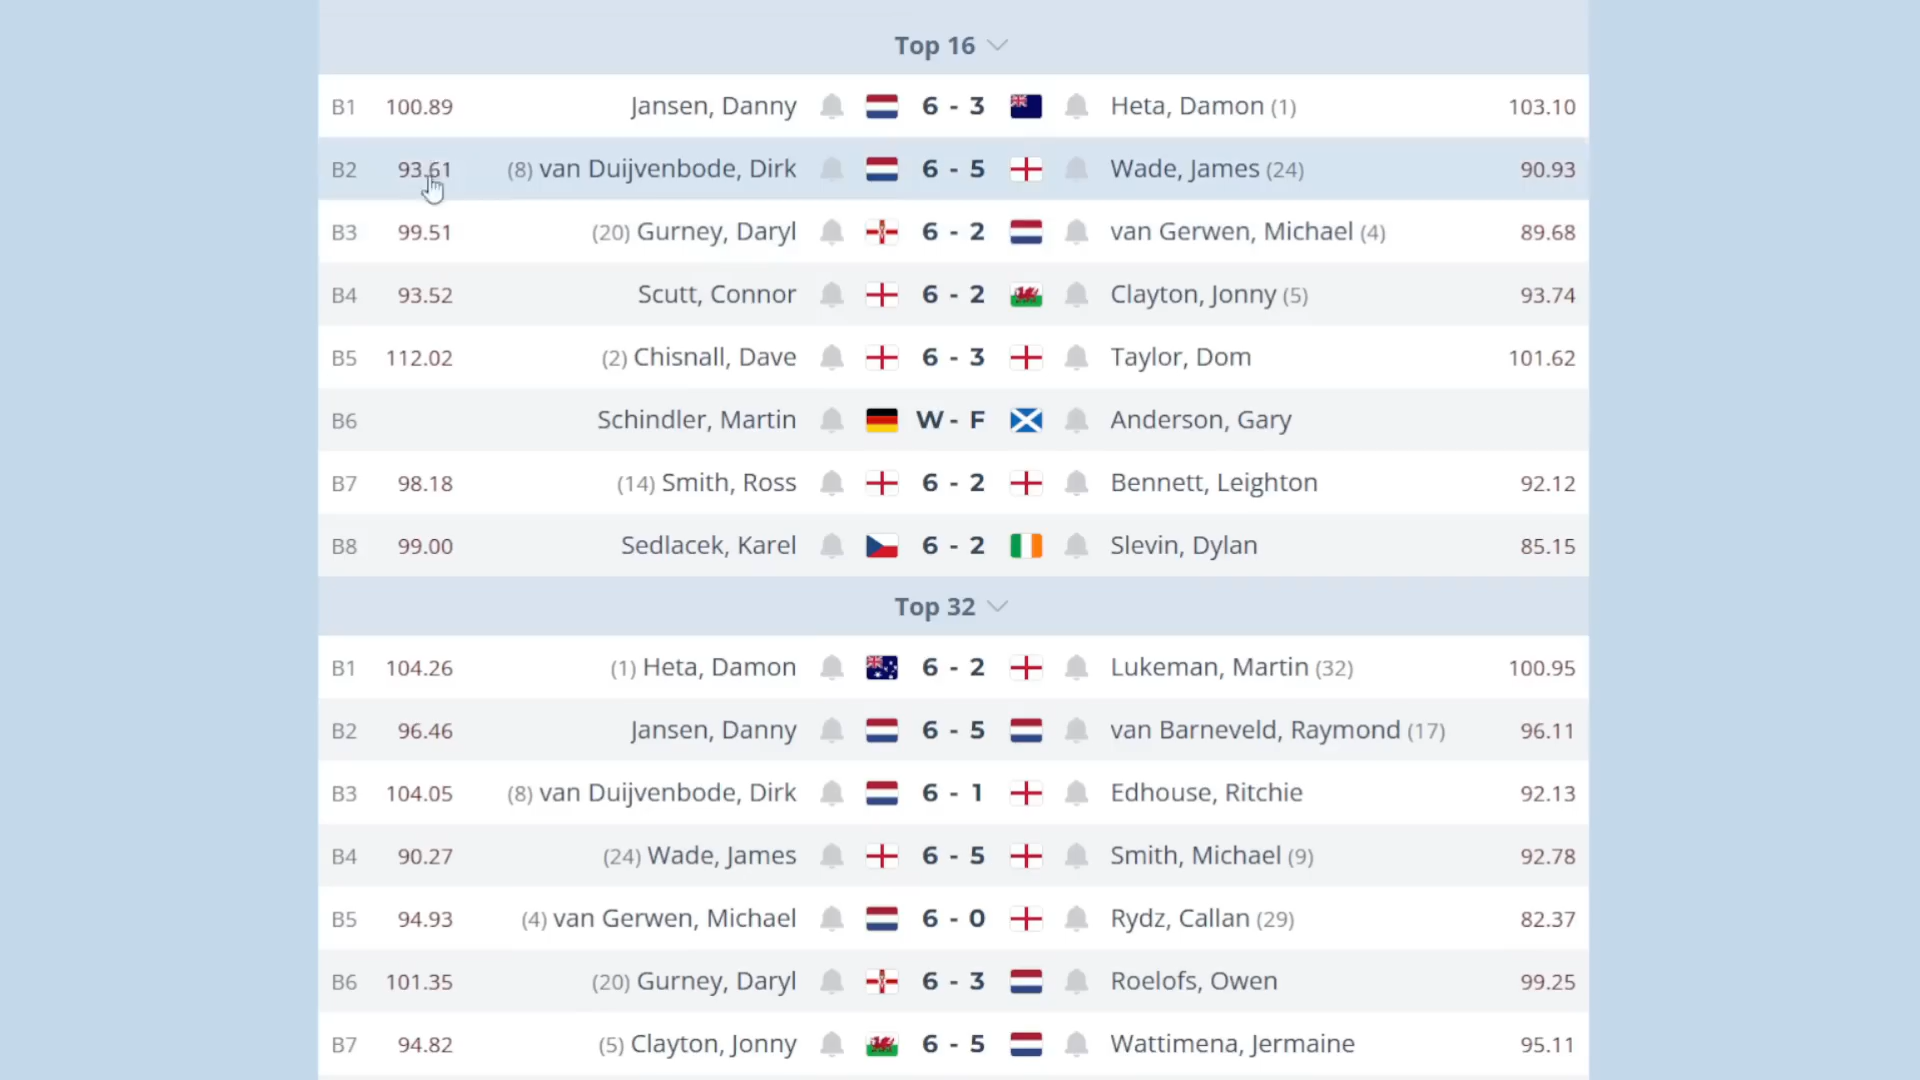 Top 16
B1 100.89 Jansen, Danny 6 - 3 Heta, Damon (1) 103.10
B2 93.61 (8) van Duijvenbode, Dirk 6 - 5 Wade, James (24) 90.93
B3 99.51 (20) Gurney, Daryl 6 - 2 van Gerwen, Michael (4) 89.68
B4 93.52 Scutt, Connor 6 - 2 Clayton, Jonny (5) 93.74
B5 112.02 (2) Chisnall, Dave 6 - 3 Taylor, Dom 101.62
B6 Schindler, Martin W - F Anderson, Gary
B7 98.18 (14) Smith, Ross 6 - 2 Bennett, Leighton 92.12
B8 99.00 Sedlacek, Karel 6 - 2 Slevin, Dylan 85.15
Top 32
B1 104.26 (1) Heta, Damon 6 - 2 Lukeman, Martin (32) 100.95
B2 96.46 Jansen, Danny 6 - 5 van Barneveld, Raymond (17) 96.11
B3 104.05 (8) van Duijvenbode, Dirk 6 - 1 Edhouse, Ritchie 92.13
B4 90.27 (24) Wade, James 6 - 5 Smith, Michael (9) 92.78
B5 94.93 (4) van Gerwen, Michael 6 - 0 Rydz, Callan (29) 82.37
B6 101.35 (20) Gurney, Daryl 6 - 3 Roelofs, Owen 99.25
B7 94.82 (5) Clayton, Jonny 6 - 5 Wattimena, Jermaine 95.11